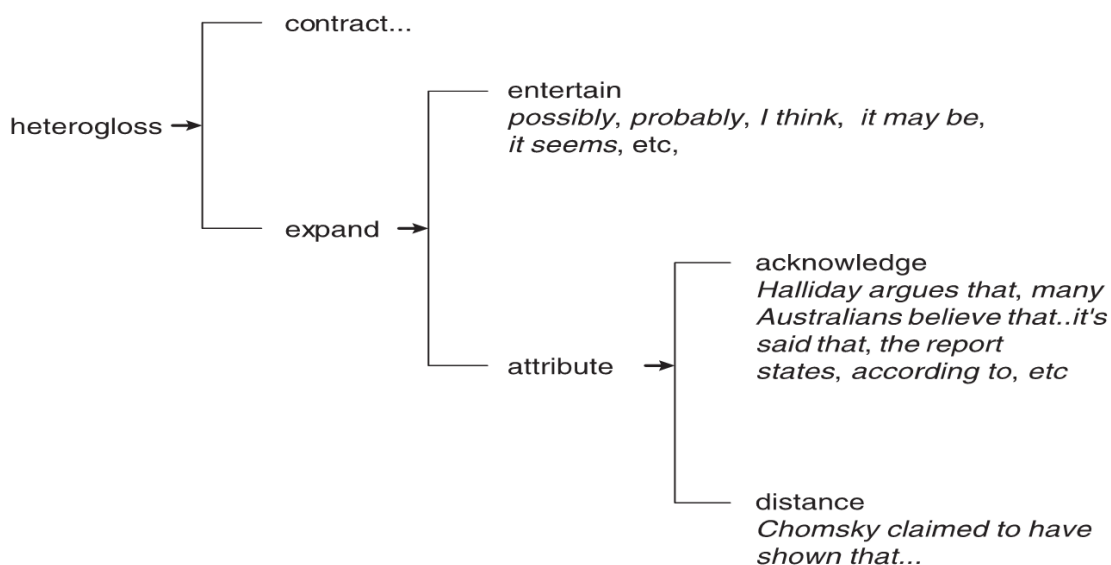 contract...
heterogloss
entertain
possibly, probably, I think, it may be,
it seems, etc,
expand
acknowledge
Halliday argues that, many
Australians believe that..it's
said that, the report
states, according to, etc
attribute
distance
Chomsky claimed to have
shown that...